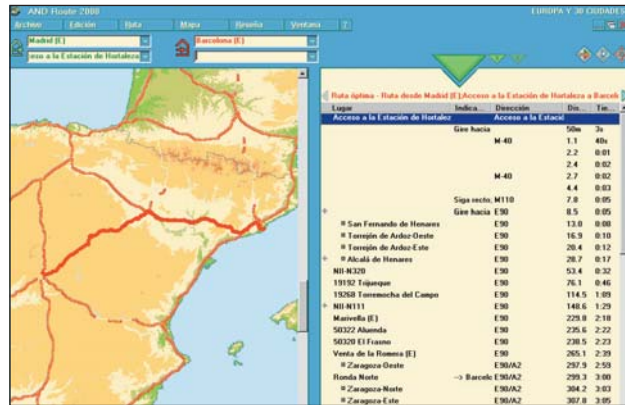 AND Route 2000 EUROPA Y 30 CIUDADES
Archivo Edición Ruta Mapa Reseña Ventana ?
Madrid (E) Barcelona (E)
eso a la Estación de Hortaleza
Ruta óptima - Ruta desde Madrid (E),Acceso a la Estación de Hortaleza a Barcel
Lugar Indica... Dirección Dis... Tie...
Acceso a la Estación de Hortalez Acceso a la Estació
Gire hacia 50m 3s
M-40 1.1 40s
2.2 0:01
2.4 0:02
M-40 2.7 0:02
4.4 0:03
Siga recto, M110 7.8 0:05
Gire hacia E90 8.5 0:05
San Fernando de Henares E90 13.0 0:08
Torrejón de Ardoz-Oeste E90 16.9 0:10
Torrejón de Ardoz-Este E90 20.4 0:12
Alcalá de Henares E90 28.7 0:17
NII-N320 E90 53.4 0:32
19192 Trijueque E90 76.1 0:46
19268 Torremocha del Campo E90 114.5 1:09
NII-N111 E90 148.6 1:29
Marivella (E) E90 229.8 2:18
50322 Aluenda E90 235.6 2:22
50320 El Frasno E90 238.5 2:23
Venta de la Romera (E) E90 265.1 2:39
Zaragoza-Oeste E90/A2 297.9 2:59
Ronda Norte --> Barcelc E90/A2 299.3 3:00
Zaragoza-Norte E90/A2 304.2 3:03
Zaragoza-Este E90/A2 307.8 3:05